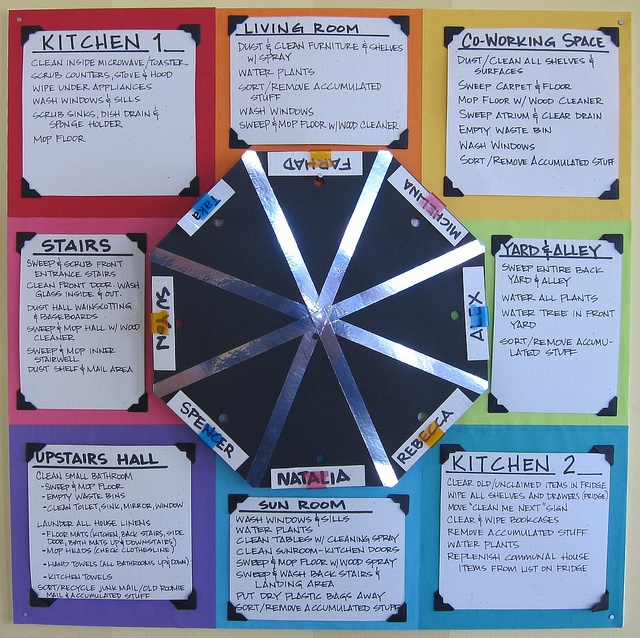 KITCHEN 1
CLEAN INSIDE MICROWAVE/TOASTER
SCRUB COUNTERS, STOVE & HOOD
WIPE UNDER APPLIANCES
WASH WINDOWS & SILLS
SCRUB SINKS, DISH DRAIN &
SPONGE HOLDER
MOP FLOOR
LIVING ROOM
DUST & CLEAN FURNITURE & SHELVES
W/ SPRAY
WATER PLANTS
SORT/REMOVE ACCUMULATED
STUFF
WASH WINDOWS
SWEEP & MOP FLOOR W/WOOD CLEANER
CO-WORKING SPACE
DUST/CLEAN ALL SHELVES &
SURFACES
SWEEP CARPET & FLOOR
MOP FLOOR W/ WOOD CLEANER
SWEEP ATRIUM & CLEAR DRAIN
EMPTY WASTE BIN
WASH WINDOWS
SORT/REMOVE ACCUMULATED STUFF
FARHAD
TAKA
MICHELINA
STAIRS
SWEEP & SCRUB FRONT
ENTRANCE STAIRS
CLEAN FRONT DOOR. WASH
GLASS INSIDE & OUT.
DUST HALL WAINSCOTTING
& BASEBOARDS
SWEEP & MOP HALL W/ WOOD
CLEANER
SWEEP & MOP INNER
STAIRWELL
DUST SHELF & MAIL AREA
SUYON
ALEX
YARD & ALLEY
SWEEP ENTIRE BACK
YARD & ALLEY
WATER ALL PLANTS
WATER TREE IN FRONT
YARD
SORT/REMOVE ACCUMU-
LATED STUFF
SPENCER
NATALIA
REBECCA
UPSTAIRS HALL
CLEAN SMALL BATHROOM
-SWEEP & MOP FLOOR
-EMPTY WASTE BINS
-CLEAN TOILET, SINK, MIRROR, WINDOW
LAUNDER ALL HOUSE LINENS
-FLOOR MATS (KITCHEN, BACK STAIRS, SIDE
DOOR, BATH MATS UP & DOWNSTAIRS)
-MOP HEADS (CHECK CLOTHESLINE)
-HAND TOWELS (ALL BATHROOMS UP & DOWN)
-KITCHEN TOWELS
SORT/RECYCLE JUNK MAIL/OLD ROOMIE
MAIL & ACCUMULATED STUFF
SUN ROOM
WASH WINDOWS & SILLS
WATER PLANTS
CLEAN TABLES W/ CLEANING SPRAY
CLEAN SUNROOM-KITCHEN DOORS
SWEEP & MOP FLOOR W/ WOOD SPRAY
SWEEP & WASH BACK STAIRS &
LANDING AREA
PUT DRY PLASTIC BAGS AWAY
SORT/REMOVE ACCUMULATED STUFF
KITCHEN 2
CLEAR OLD/UNCLAIMED ITEMS IN FRIDGE
WIPE ALL SHELVES AND DRAWERS (FRIDGE)
MOVE "CLEAN ME NEXT" SIGN
CLEAR & WIPE BOOKCASES
REMOVE ACCUMULATED STUFF
WATER PLANTS
REPLENISH COMMUNAL HOUSE
ITEMS FROM LIST ON FRIDGE